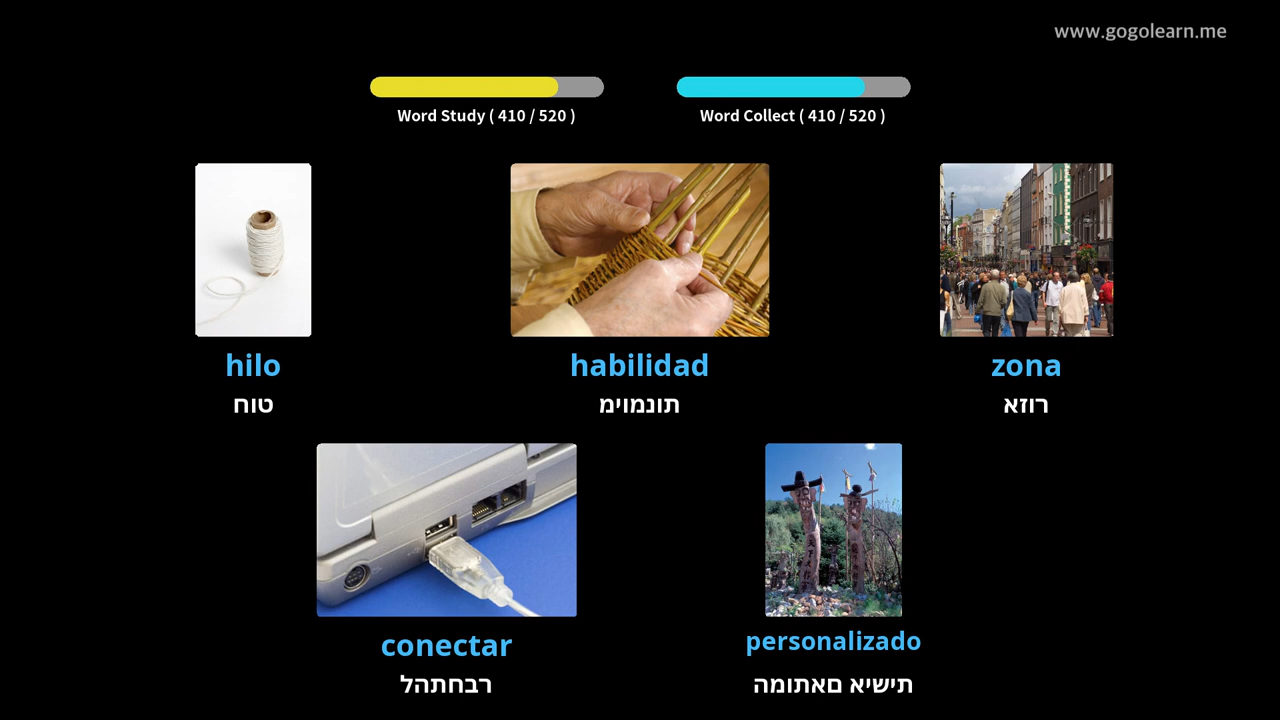 www.gogolearn.me
Word Study ( 410 / 520 )
Word Collect ( 410 / 520 )
hilo
חוט
habilidad
מיומנות
zona
אזור
conectar
להתחבר
personalizado
המותאם אישית